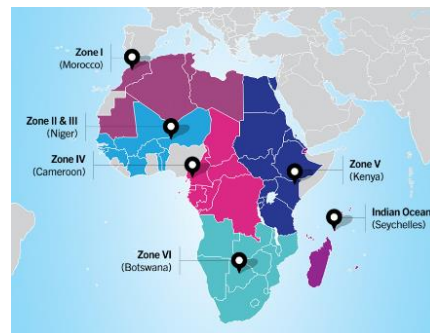 Zone I
(Morocco)
Zone II & III
(Niger)
Zone IV
(Cameroon)
Zone V
(Kenya)
Indian Ocean
(Seychelles)
Zone VI
(Botswana)